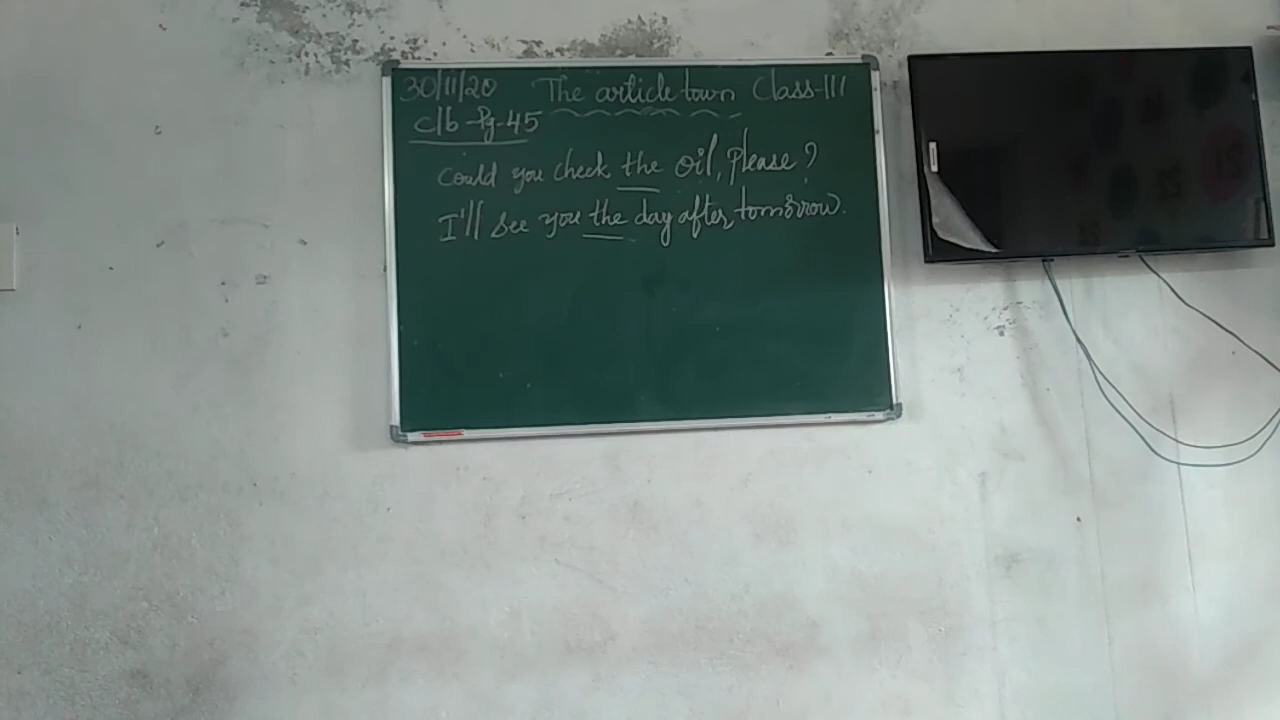 30/11/20 The article town Class-III
C/b-Pg-45
Could you check the oil, please?
I'll see you the day after tomorrow.